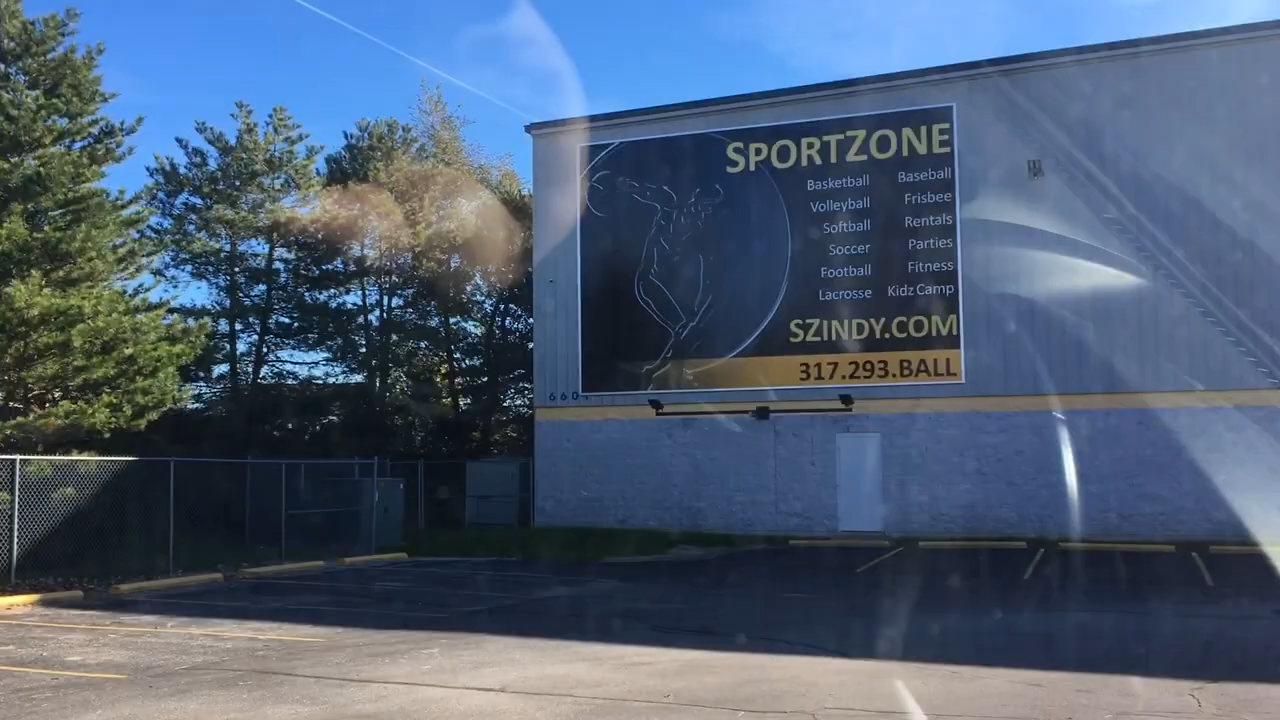 SPORTZONE
Basketball Baseball
Volleyball Frisbee
Softball Rentals
Soccer Parties
Football Fitness
Lacrosse Kidz Camp
SZINDY.COM
317.293.BALL